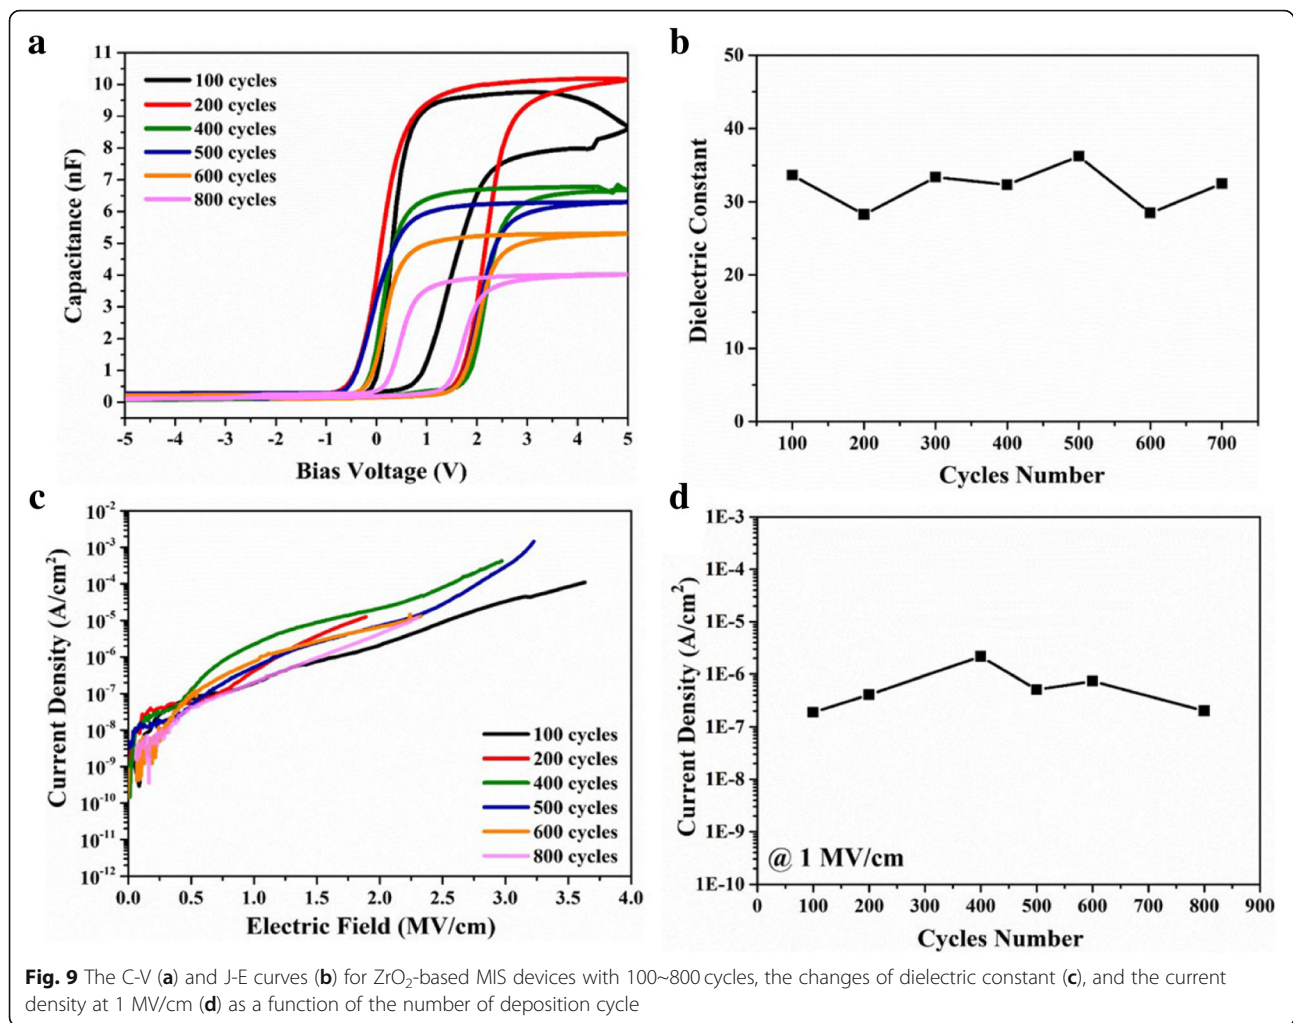 a
11
10
9
8
7
6
5
4
3
2
1
0
Capacitance (nF)
100 cycles
200 cycles
400 cycles
500 cycles
600 cycles
800 cycles
-5 -4 -3 -2 -1 0 1 2 3 4 5
Bias Voltage (V)
b
50
40
30
20
10
0
Dielectric Constant
100 200 300 400 500 600 700
Cycles Number
c
10-2
10-3
10-4
10-5
10-6
10-7
10-8
10-9
10-10
10-11
10-12
Current Density (A/cm2)
100 cycles
200 cycles
400 cycles
500 cycles
600 cycles
800 cycles
0.0 0.5 1.0 1.5 2.0 2.5 3.0 3.5 4.0
Electric Field (MV/cm)
d
1E-3
1E-4
1E-5
1E-6
1E-7
1E-8
1E-9
1E-10
Current Density (A/cm2)
@ 1 MV/cm
0 100 200 300 400 500 600 700 800 900
Cycles Number
Fig. 9 The C-V (a) and J-E curves (b) for ZrO2-based MIS devices with 100~800 cycles, the changes of dielectric constant (c), and the current
density at 1 MV/cm (d) as a function of the number of deposition cycle